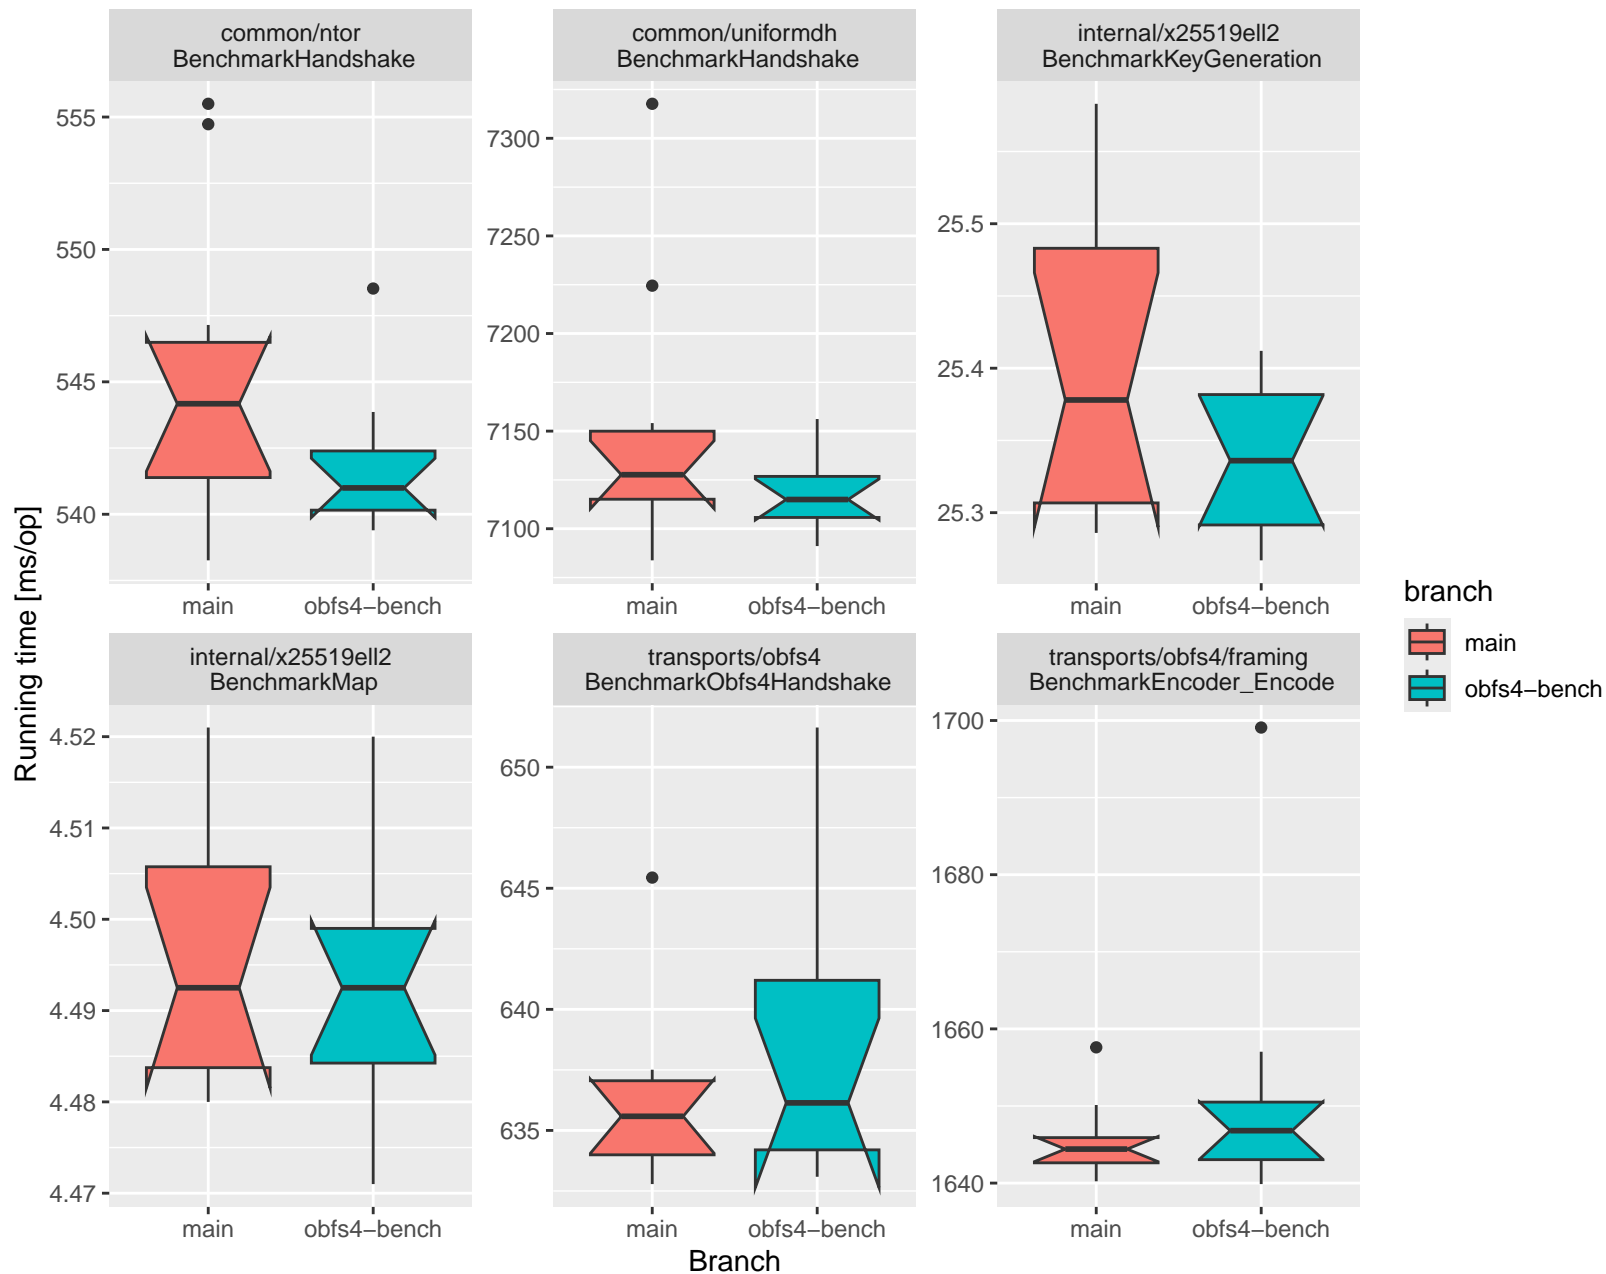 common/ntor
BenchmarkHandshake
common/uniformdh
BenchmarkHandshake
internal/x25519ell2
BenchmarkKeyGeneration
555
550
545
540
7300
7250
7200
7150
7100
25.5
25.4
25.3
main
obfs4−bench
main
obfs4−bench
main
obfs4−bench
internal/x25519ell2
BenchmarkMap
transports/obfs4
BenchmarkObfs4Handshake
transports/obfs4/framing
BenchmarkEncoder_Encode
4.52
4.51
4.50
4.49
4.48
4.47
650
645
640
635
1700
1680
1660
1640
main
obfs4−bench
main
obfs4−bench
main
obfs4−bench
Branch
Running time [ms/op]
branch
main
obfs4−bench